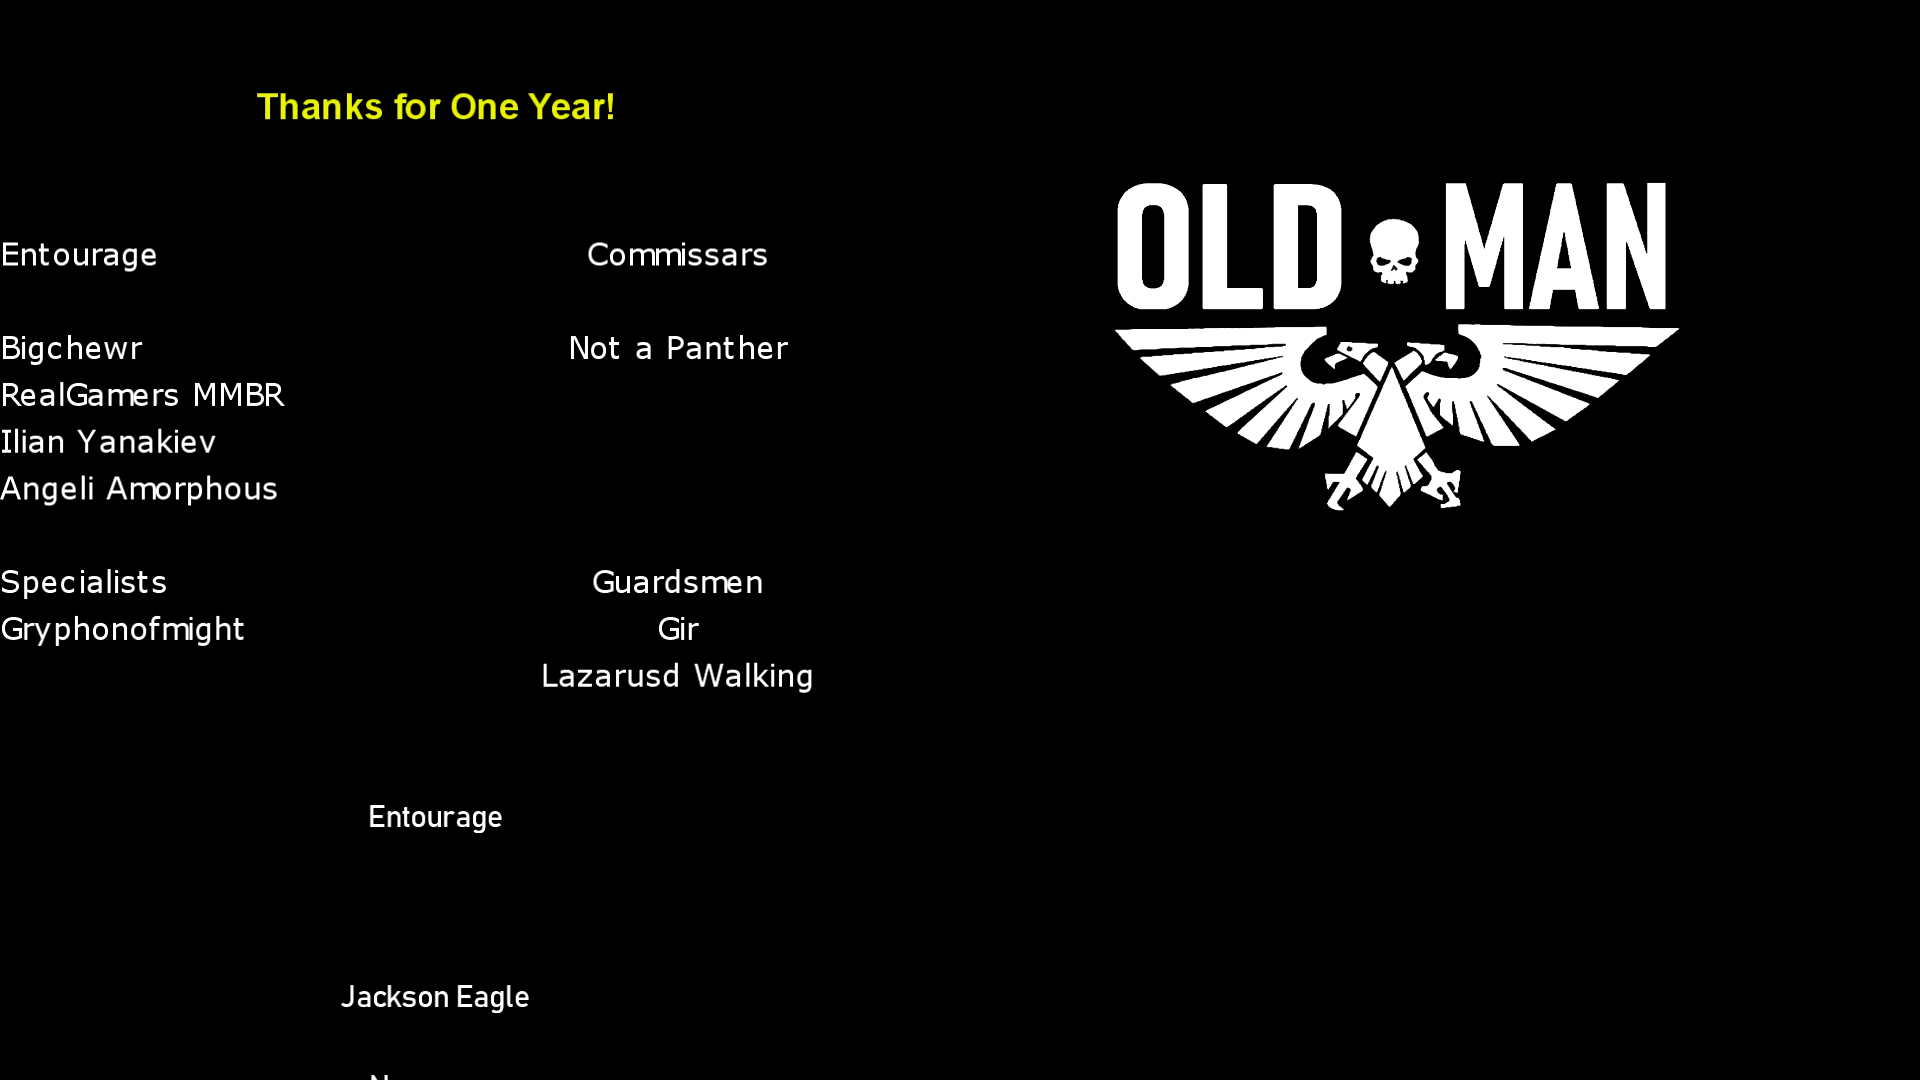 Thanks for One Year!
OLD MAN
Entourage
Commissars
Bigchewr
Not a Panther
RealGamers MMBR
Ilian Yanakiev
Angeli Amorphous
Specialists
Guardsmen
Gryphonofmight
Gir
Lazarusd Walking
Entourage
Jackson Eagle